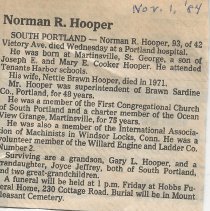 Nov. 1, '84
Norman R. Hooper
SOUTH PORTLAND — Norman R. Hooper, 93, of 42
Victory Ave. died Wednesday at a Portland hospital.
He was born at Martinsville, St. George, a son of
Joseph E. and Mary E. Cook Hooper. He attended
Tenants Harbor schools.
His wife, Nettie Brawn Hooper, died in 1971.
Mr. Hooper was superintendent of Brawn Sardine
Co., Portland, for 49 years.
He was a member of the First Congregational Church
of South Portland and a charter member of the Ocean
View Grange, Martinsville, for 75 years.
He was also a member of the International Associa-
tion of Machinists in Windsor Locks, Conn. He was a
volunteer member of the Willard Engine and Ladder Co.
Number 2.
Surviving are a grandson, Gary L. Hooper, and a
grandaughter, Joyce Jeffrey, both of South Portland,
and two great-grandchildren.
A funeral will be held at 1 p.m. Friday at Hobbs Fu-
neral Home, 230 Cottage Road. Burial will be in Mount
Pleasant Cemetery.